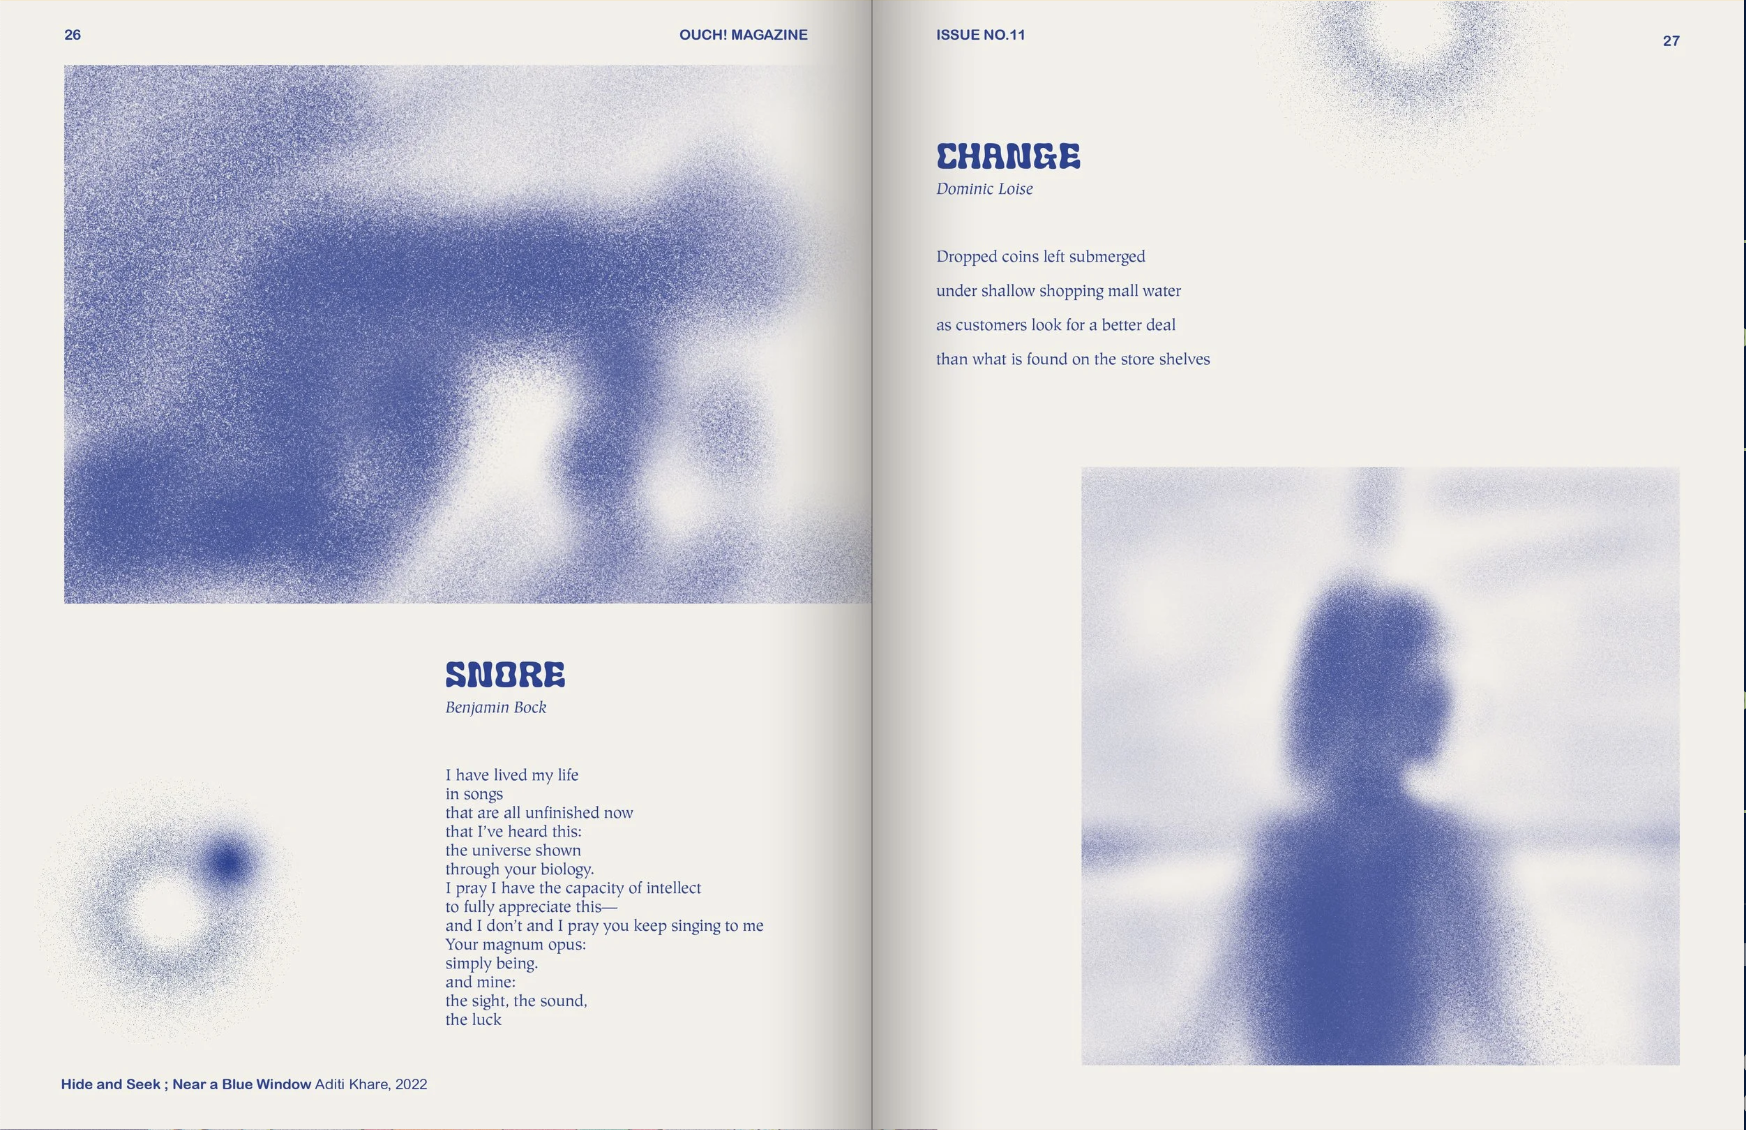 26
OUCH! MAGAZINE
SNORE
Benjamin Bock
I have lived my life
in songs
that are all unfinished now
that I've heard this:
the universe shown
through your biology.
I pray I have the capacity of intellect
to fully appreciate this—
and I don't and I pray you keep singing to me
Your magnum opus:
simply being.
and mine:
the sight, the sound,
the luck
Hide and Seek ; Near a Blue Window Aditi Khare, 2022
ISSUE NO.11
27
CHANGE
Dominic Loise
Dropped coins left submerged
under shallow shopping mall water
as customers look for a better deal
than what is found on the store shelves